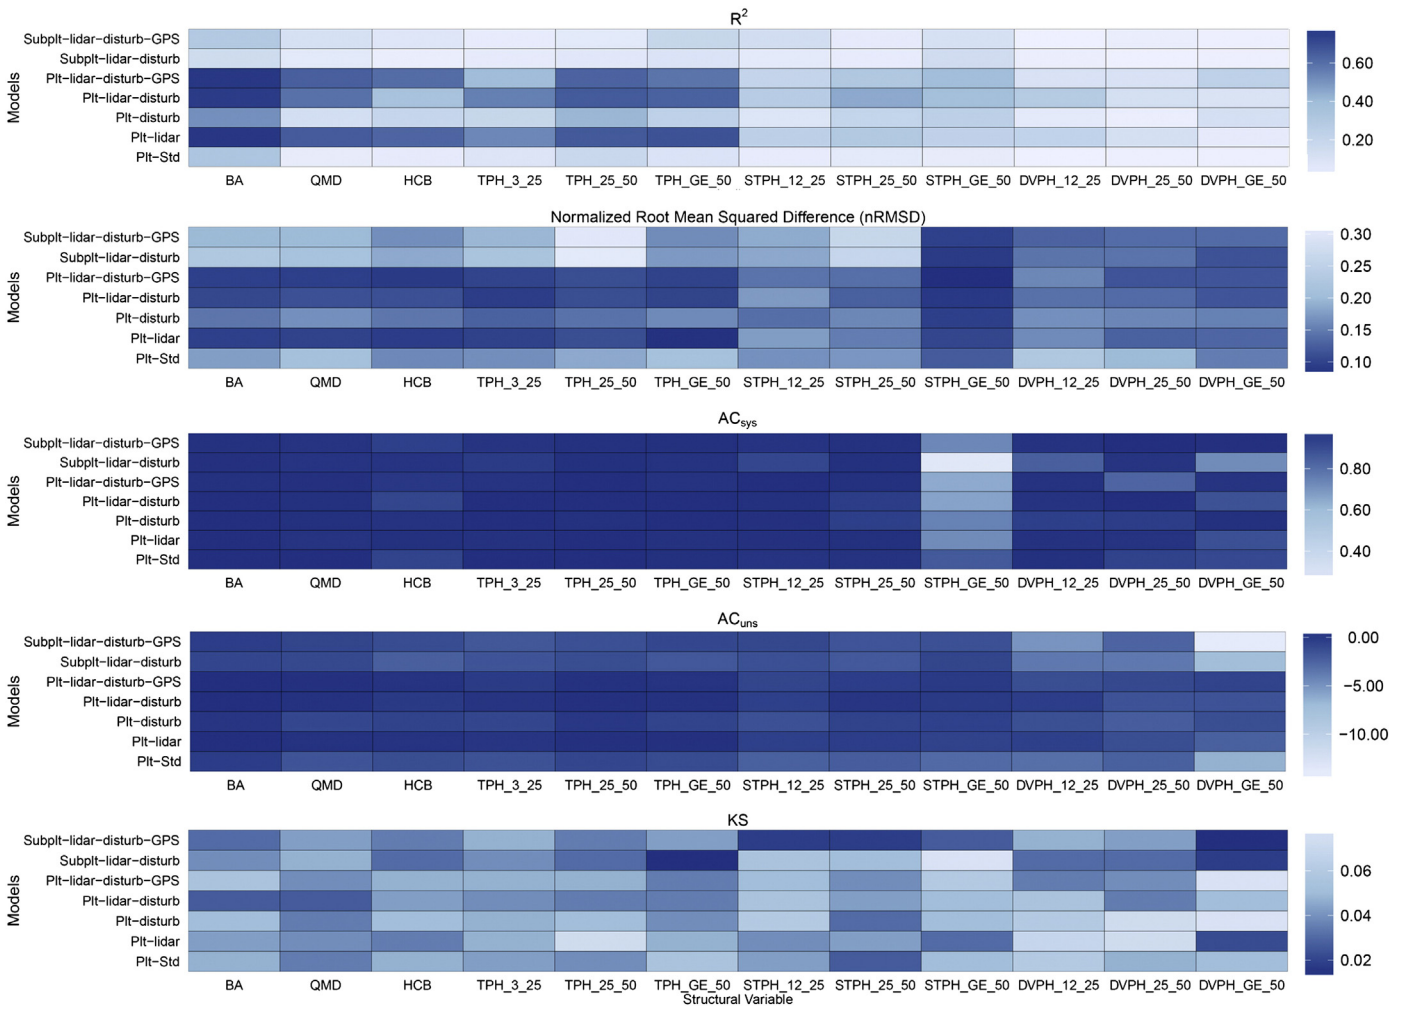 R²
Subplt−lidar−disturb−GPS
Subplt−lidar−disturb
Plt−lidar−disturb−GPS
Plt−lidar−disturb
Plt−disturb
Plt−lidar
Plt−Std
Models
0.60
0.40
0.20
BA QMD HCB TPH_3_25 TPH_25_50 TPH_GE_50 STPH_12_25 STPH_25_50 STPH_GE_50 DVPH_12_25 DVPH_25_50 DVPH_GE_50
Normalized Root Mean Squared Difference (nRMSD)
Subplt−lidar−disturb−GPS
Subplt−lidar−disturb
Plt−lidar−disturb−GPS
Plt−lidar−disturb
Plt−disturb
Plt−lidar
Plt−Std
Models
0.30
0.25
0.20
0.15
0.10
BA QMD HCB TPH_3_25 TPH_25_50 TPH_GE_50 STPH_12_25 STPH_25_50 STPH_GE_50 DVPH_12_25 DVPH_25_50 DVPH_GE_50
ACsys
Subplt−lidar−disturb−GPS
Subplt−lidar−disturb
Plt−lidar−disturb−GPS
Plt−lidar−disturb
Plt−disturb
Plt−lidar
Plt−Std
Models
0.80
0.60
0.40
BA QMD HCB TPH_3_25 TPH_25_50 TPH_GE_50 STPH_12_25 STPH_25_50 STPH_GE_50 DVPH_12_25 DVPH_25_50 DVPH_GE_50
ACuns
Subplt−lidar−disturb−GPS
Subplt−lidar−disturb
Plt−lidar−disturb−GPS
Plt−lidar−disturb
Plt−disturb
Plt−lidar
Plt−Std
Models
0.00
−5.00
−10.00
BA QMD HCB TPH_3_25 TPH_25_50 TPH_GE_50 STPH_12_25 STPH_25_50 STPH_GE_50 DVPH_12_25 DVPH_25_50 DVPH_GE_50
KS
Subplt−lidar−disturb−GPS
Subplt−lidar−disturb
Plt−lidar−disturb−GPS
Plt−lidar−disturb
Plt−disturb
Plt−lidar
Plt−Std
Models
0.06
0.04
0.02
BA QMD HCB TPH_3_25 TPH_25_50 TPH_GE_50 STPH_12_25 STPH_25_50 STPH_GE_50 DVPH_12_25 DVPH_25_50 DVPH_GE_50
Structural Variable